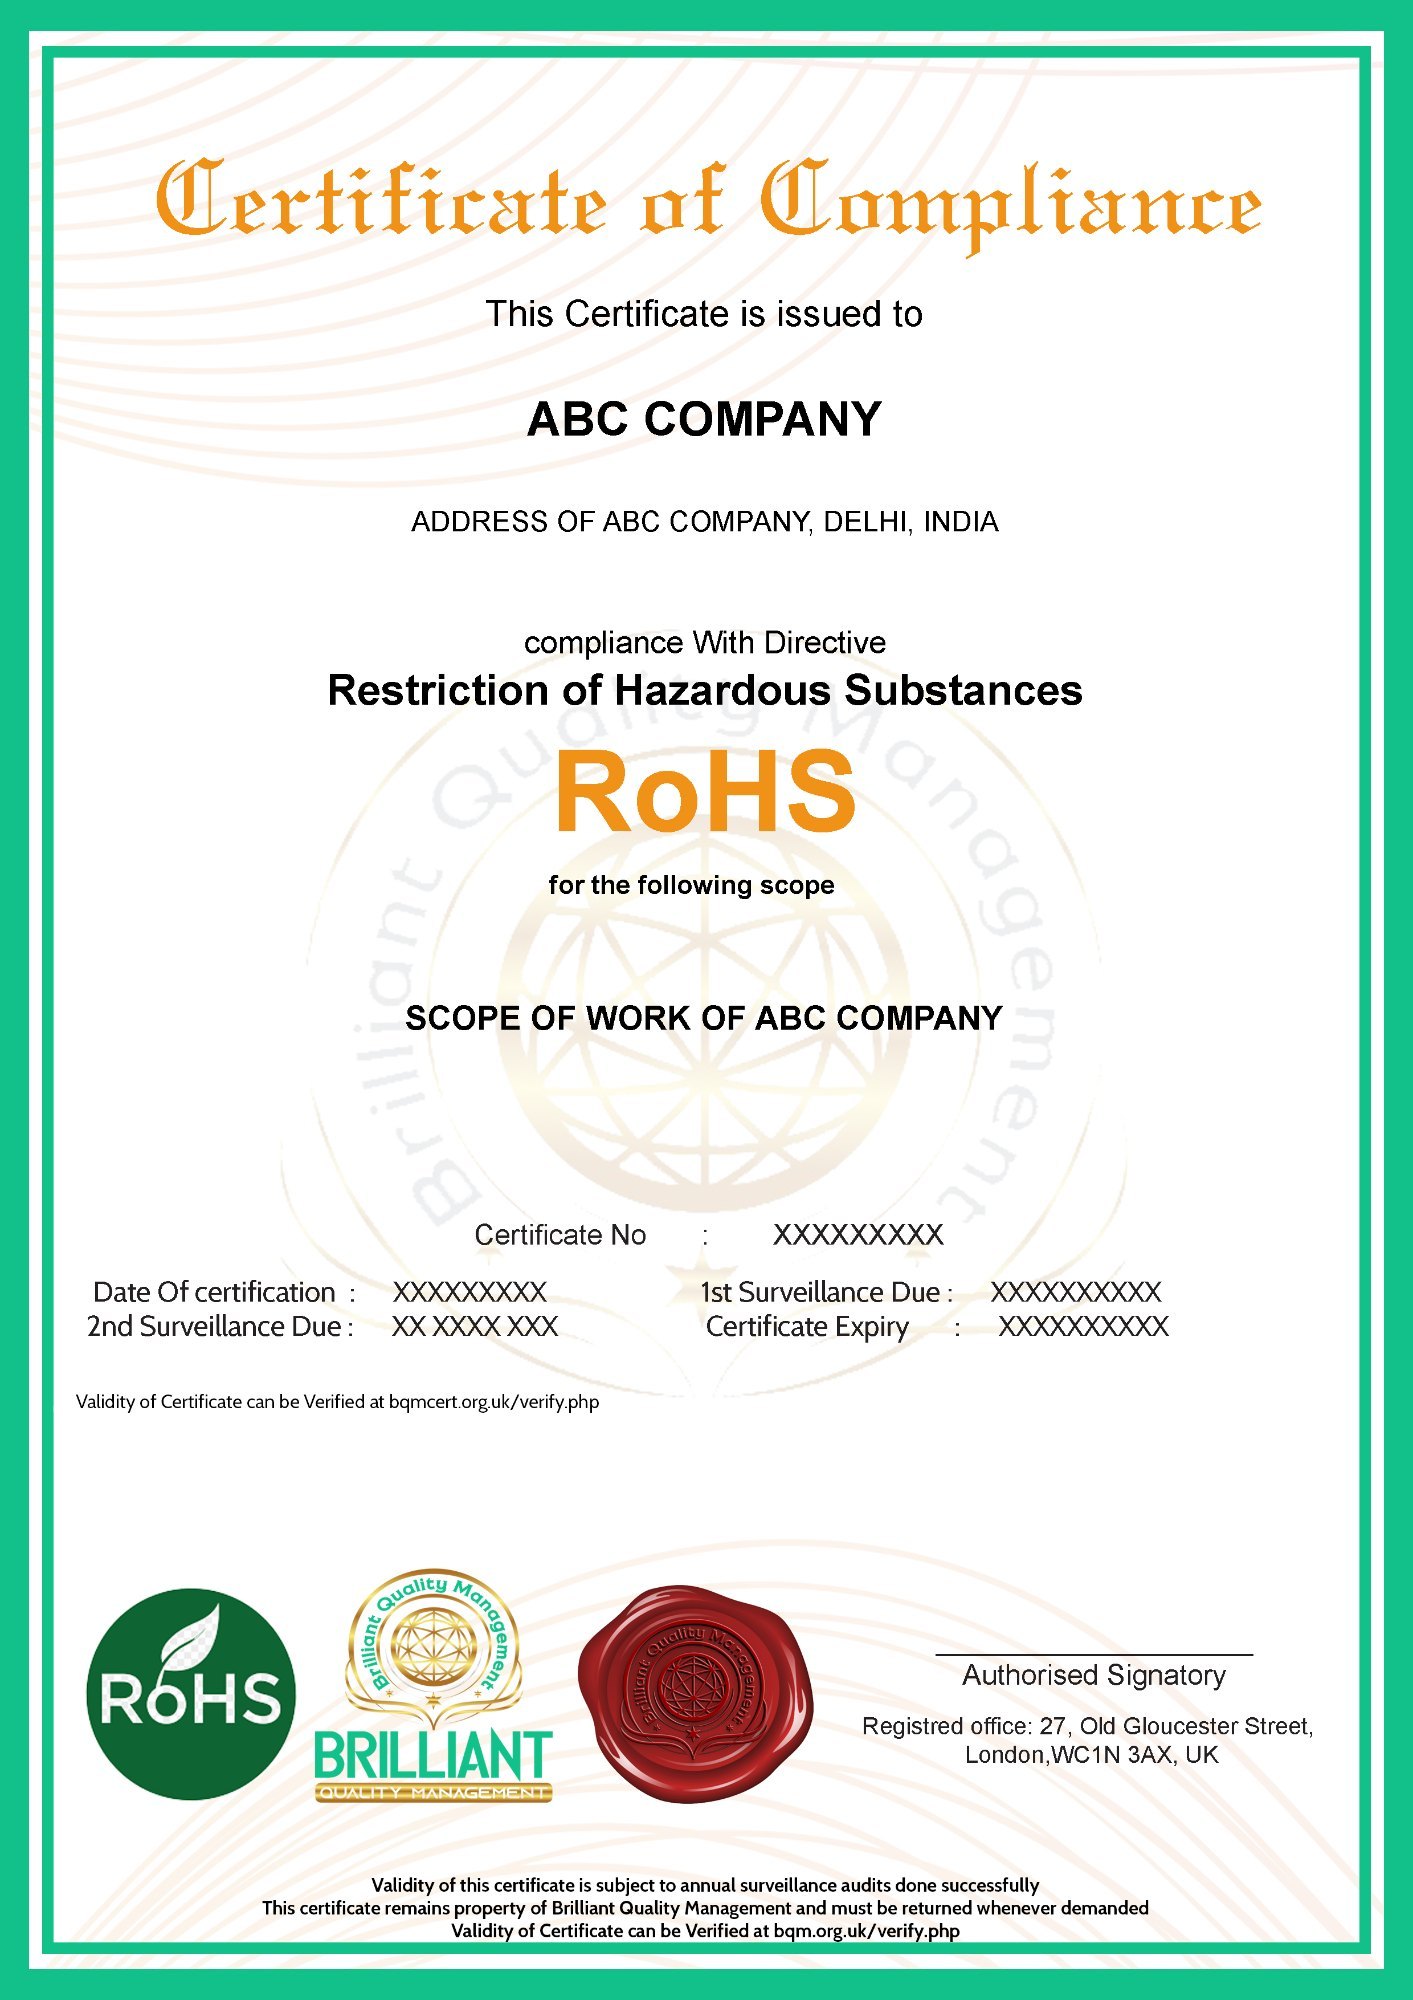 Certificate of Compliance
This Certificate is issued to
ABC COMPANY
ADDRESS OF ABC COMPANY, DELHI, INDIA
compliance With Directive
Restriction of Hazardous Substances
RoHS
for the following scope
Brilliant Quality Management
SCOPE OF WORK OF ABC COMPANY
Certificate No : XXXXXXXXX
Date Of certification : XXXXXXXXX 1st Surveillance Due : XXXXXXXXXX
2nd Surveillance Due : XX XXXX XXX Certificate Expiry : XXXXXXXXXX
Validity of Certificate can be Verified at bqmcert.org.uk/verify.php
RoHS
Brilliant Quality Management
BRILLIANT
QUALITY MANAGEMENT
Brilliant Quality Management
Authorised Signatory
Registred office: 27, Old Gloucester Street,
London,WC1N 3AX, UK
Validity of this certificate is subject to annual surveillance audits done successfully
This certificate remains property of Brilliant Quality Management and must be returned whenever demanded
Validity of Certificate can be Verified at bqm.org.uk/verify.php